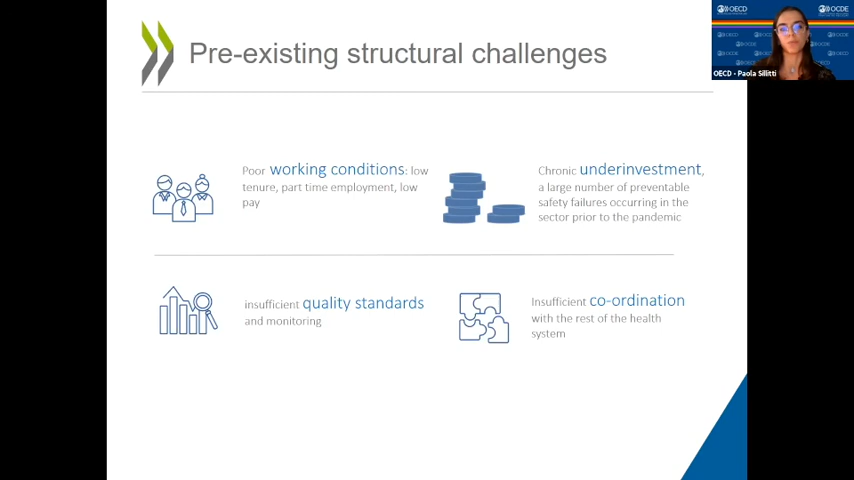 Pre-existing structural challenges
OECD
OCDE
OECD - Paola Sillitti
Poor working conditions: low
tenure, part time employment, low
pay
Chronic underinvestment,
a large number of preventable
safety failures occurring in the
sector prior to the pandemic
insufficient quality standards
and monitoring
Insufficient co-ordination
with the rest of the health
system